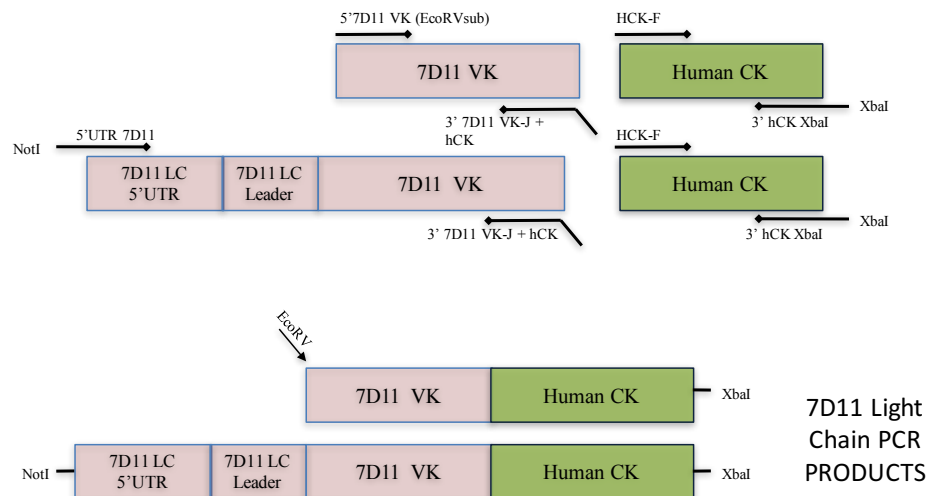 5'7D11 VK (EcoRVsub)
HCK-F
7D11 VK
Human CK
XbaI
3' 7D11 VK-J +
hCK
3' hCK XbaI
5'UTR 7D11
NotI
HCK-F
7D11 LC
5'UTR
7D11 LC
Leader
7D11 VK
Human CK
XbaI
3' 7D11 VK-J + hCK
3' hCK XbaI
EcoRV
7D11 VK
Human CK
XbaI
7D11 Light
Chain PCR
PRODUCTS
NotI
7D11 LC
5'UTR
7D11 LC
Leader
7D11 VK
Human CK
XbaI